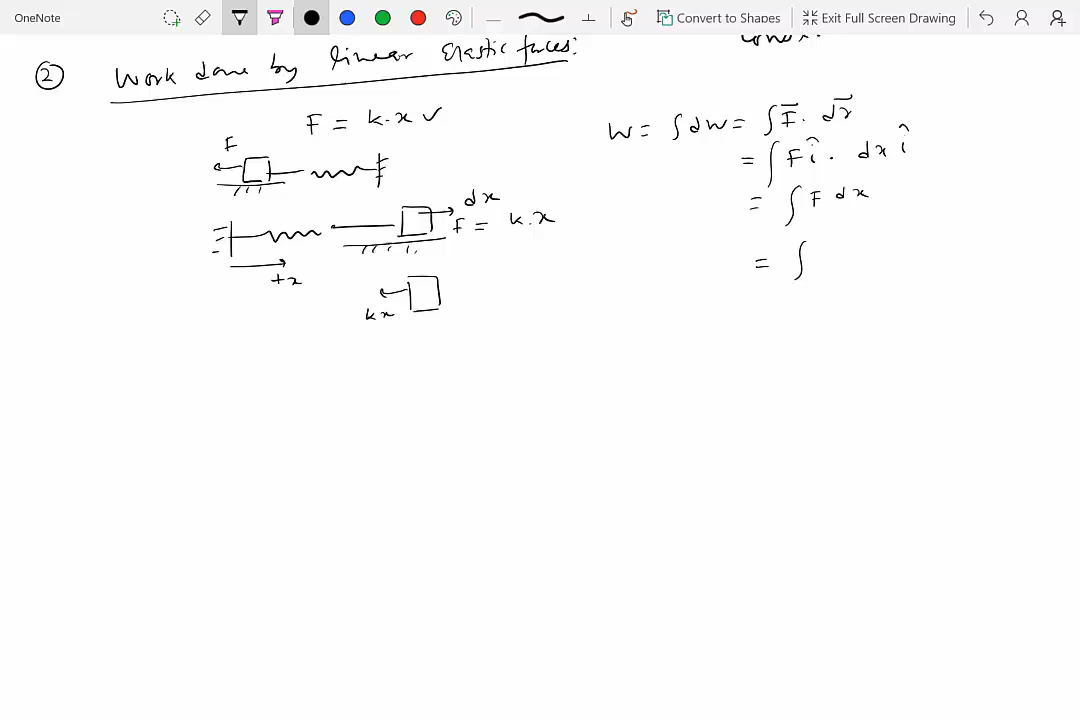 OneNote
Convert to Shapes
Exit Full Screen Drawing
② Work done by linear Elastic forces:
F = k.x ✓
F
dx
F = k.x
+x
kx
W = ∫dW = ∫F̅ . dr̅
= ∫ F î . dx î
= ∫ F dx
= ∫